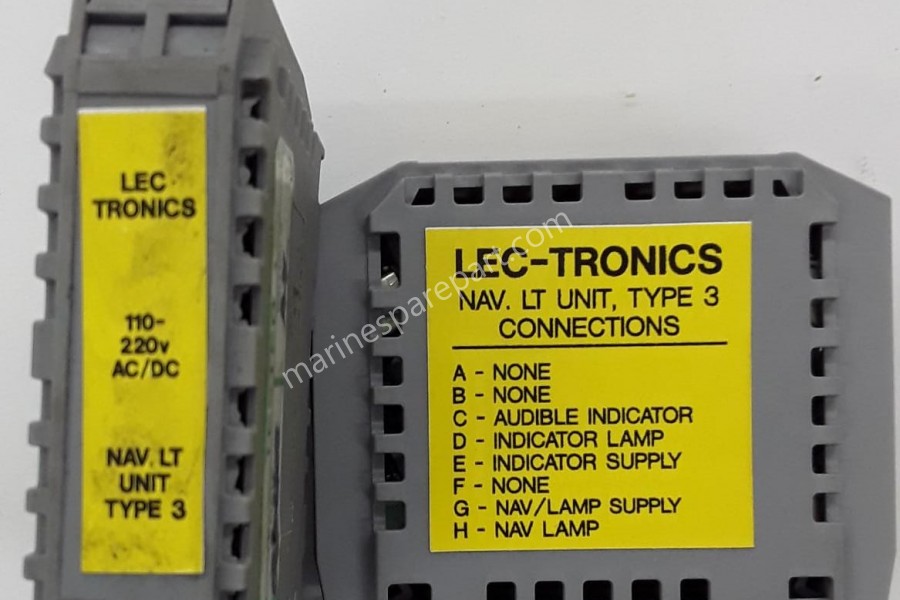 LEC
TRONICS
110-
220v
AC/DC
NAV. LT
UNIT
TYPE 3
LEC-TRONICS
NAV. LT UNIT, TYPE 3
CONNECTIONS
A - NONE
B - NONE
C - AUDIBLE INDICATOR
D - INDICATOR LAMP
E - INDICATOR SUPPLY
F - NONE
G - NAV/LAMP SUPPLY
H - NAV LAMP
marinesparepart.com